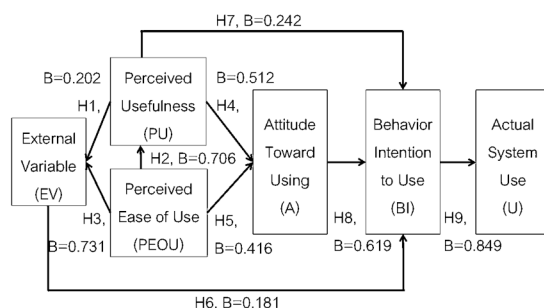 H7, B=0.242
B=0.202
Perceived
Usefulness
(PU)
B=0.512
H1,
H4,
External
Variable
(EV)
H2, B=0.706
Attitude
Toward
Using
(A)
Behavior
Intention
to Use
(BI)
Actual
System
Use
(U)
Perceived
Ease of Use
(PEOU)
H3,
B=0.731
H5,
B=0.416
H8,
B=0.619
H9,
B=0.849
H6, B=0.181